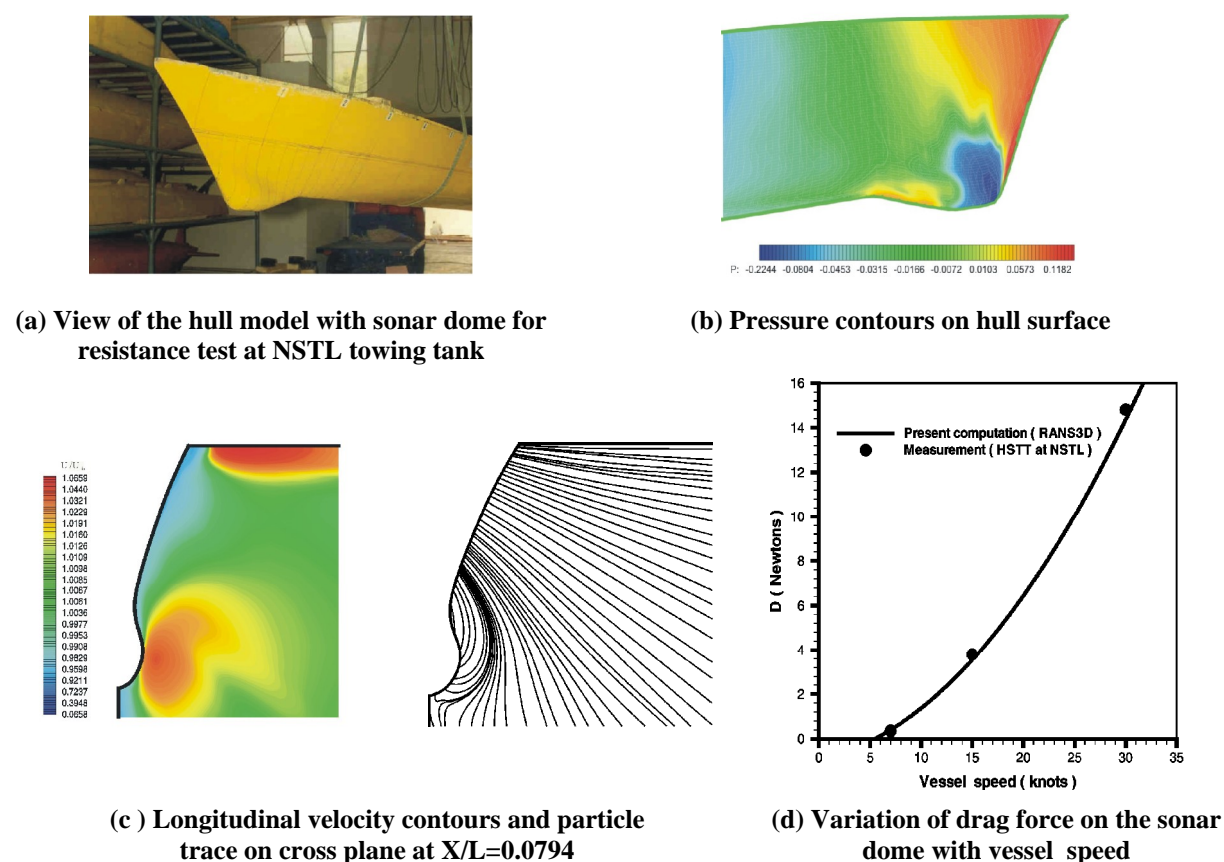 P: -0.2244 -0.0804 -0.0453 -0.0315 -0.0166 -0.0072 0.0103 0.0573 0.1182
(a) View of the hull model with sonar dome for
resistance test at NSTL towing tank
(b) Pressure contours on hull surface
1.0658
1.0440
1.0321
1.0229
1.0191
1.0160
1.0126
1.0109
1.0098
1.0085
1.0067
1.0051
1.0036
0.9977
0.9953
0.9908
0.9829
0.9598
0.9211
0.7237
0.3948
0.0658
16
14
12
10
8
6
4
2
0
D ( Newtons )
Present computation ( RANS3D )
Measurement ( HSTT at NSTL )
0 5 10 15 20 25 30 35
Vessel speed ( knots )
(c ) Longitudinal velocity contours and particle
trace on cross plane at X/L=0.0794
(d) Variation of drag force on the sonar
dome with vessel speed